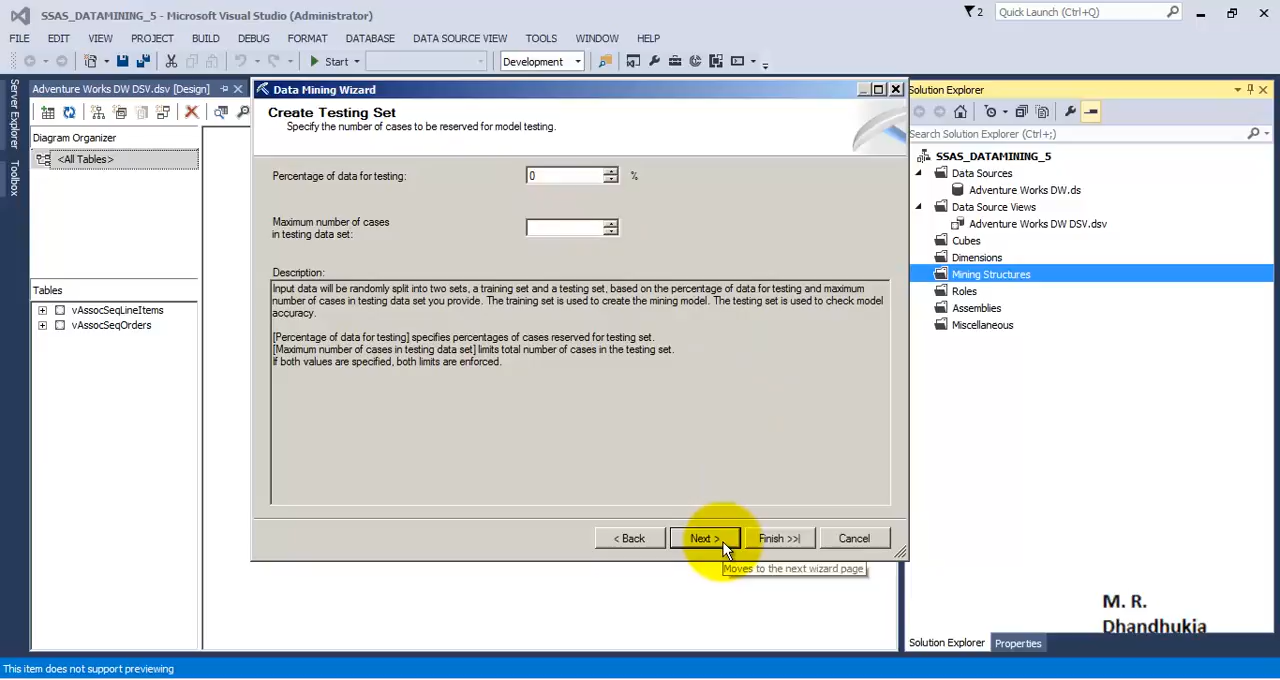 SSAS_DATAMINING_5 - Microsoft Visual Studio (Administrator)
2
Quick Launch (Ctrl+Q)
FILE EDIT VIEW PROJECT BUILD DEBUG FORMAT DATABASE DATA SOURCE VIEW TOOLS WINDOW HELP
Start
Development
Server Explorer
Toolbox
Adventure Works DW DSV.dsv [Design]
Diagram Organizer
<All Tables>
Tables
vAssocSeqLineItems
vAssocSeqOrders
Data Mining Wizard
Create Testing Set
Specify the number of cases to be reserved for model testing.
Percentage of data for testing:
0
%
Maximum number of cases
in testing data set:
Description:
Input data will be randomly split into two sets, a training set and a testing set, based on the percentage of data for testing and maximum
number of cases in testing data set you provide. The training set is used to create the mining model. The testing set is used to check model
accuracy.
[Percentage of data for testing] specifies percentages of cases reserved for testing set.
[Maximum number of cases in testing data set] limits total number of cases in the testing set.
If both values are specified, both limits are enforced.
< Back
Next >
Finish >>|
Cancel
Moves to the next wizard page
Solution Explorer
Search Solution Explorer (Ctrl+;)
SSAS_DATAMINING_5
Data Sources
Adventure Works DW.ds
Data Source Views
Adventure Works DW DSV.dsv
Cubes
Dimensions
Mining Structures
Roles
Assemblies
Miscellaneous
M. R.
Dhandhukia
Solution Explorer
Properties
This item does not support previewing